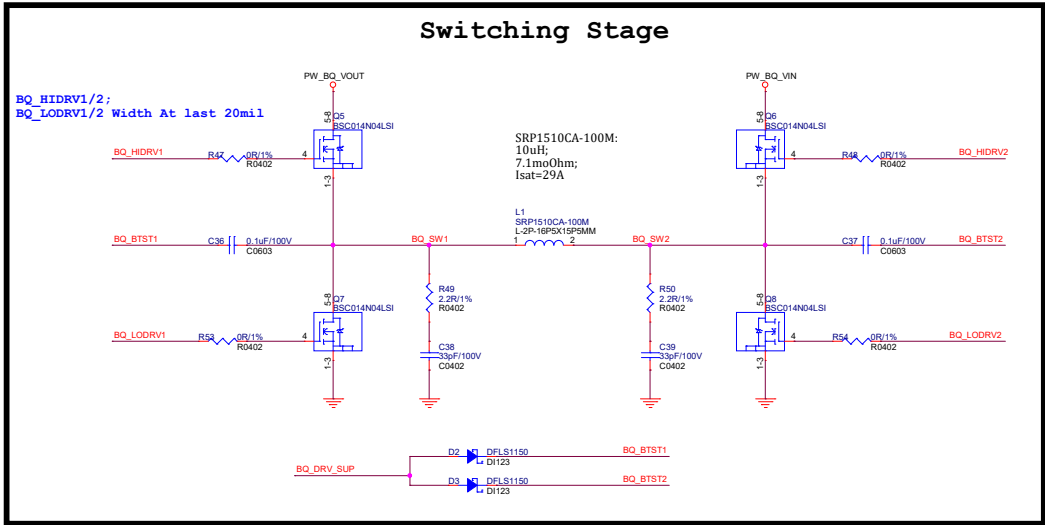 Switching Stage
PW_BQ_VOUT
PW_BQ_VIN
BQ_HIDRV1/2;
BQ_LODRV1/2 Width At last 20mil
5-8
Q5
BSC014N04LSI
5-8
Q6
BSC014N04LSI
SRP1510CA-100M:
10uH;
7.1moOhm;
Isat=29A
BQ_HIDRV1
R47
0R/1%
R0402
4
1-3
4
R48
0R/1%
R0402
BQ_HIDRV2
1-3
L1
SRP1510CA-100M
L-2P-16P5X15P5MM
BQ_BTST1
C36
0.1uF/100V
C0603
BQ_SW1
1
2
BQ_SW2
C37
0.1uF/100V
C0603
BQ_BTST2
5-8
Q7
BSC014N04LSI
R49
2.2R/1%
R0402
R50
2.2R/1%
R0402
5-8
Q8
BSC014N04LSI
BQ_LODRV1
R53
0R/1%
R0402
4
1-3
C38
33pF/100V
C0402
C39
33pF/100V
C0402
4
R54
0R/1%
R0402
BQ_LODRV2
1-3
BQ_DRV_SUP
D2
DFLS1150
DI123
BQ_BTST1
D3
DFLS1150
DI123
BQ_BTST2